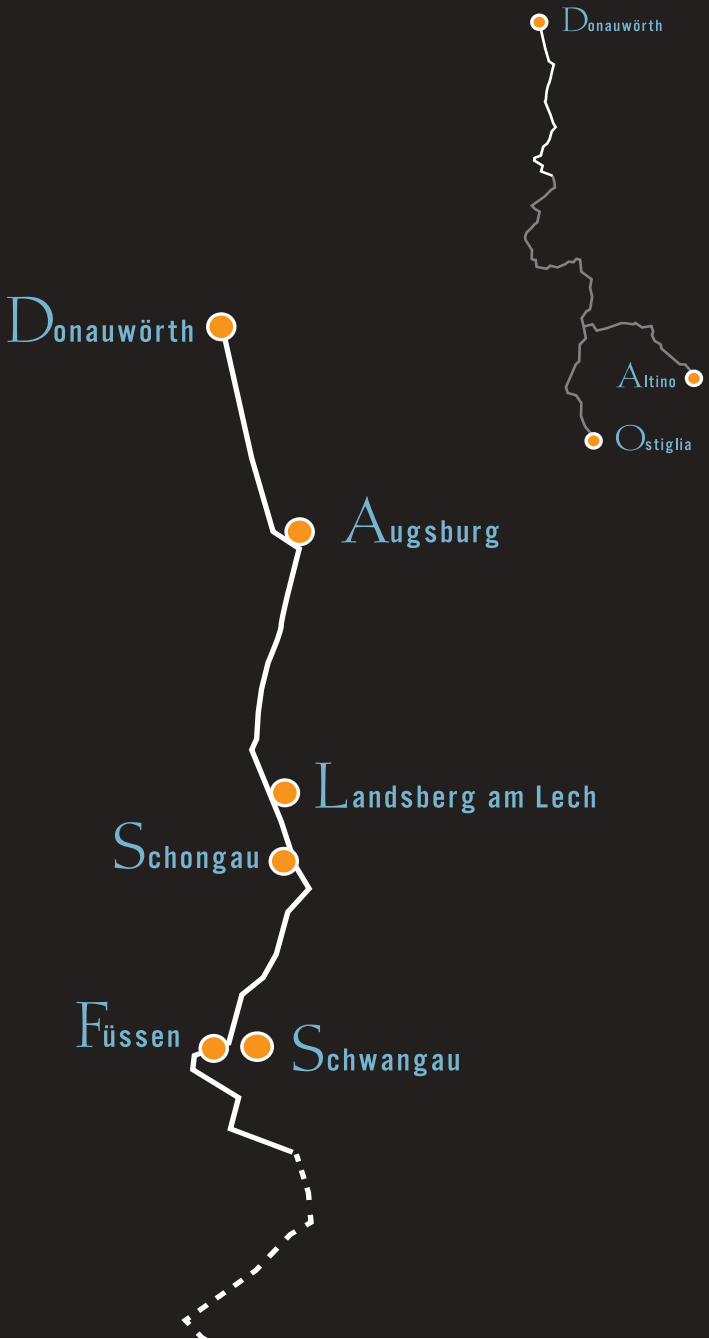 Donauwörth
Altino
Ostiglia
Donauwörth
Augsburg
Landsberg am Lech
Schongau
Füssen
Schwangau